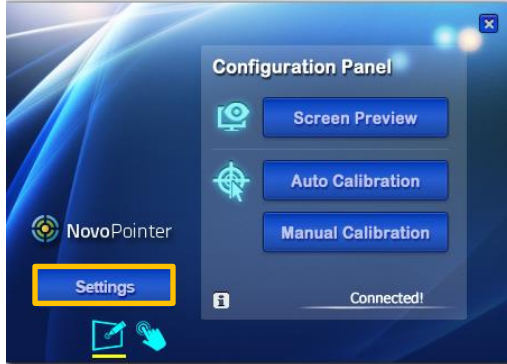 Configuration Panel
Screen Preview
Auto Calibration
Manual Calibration
NovoPointer
Settings
i
Connected!